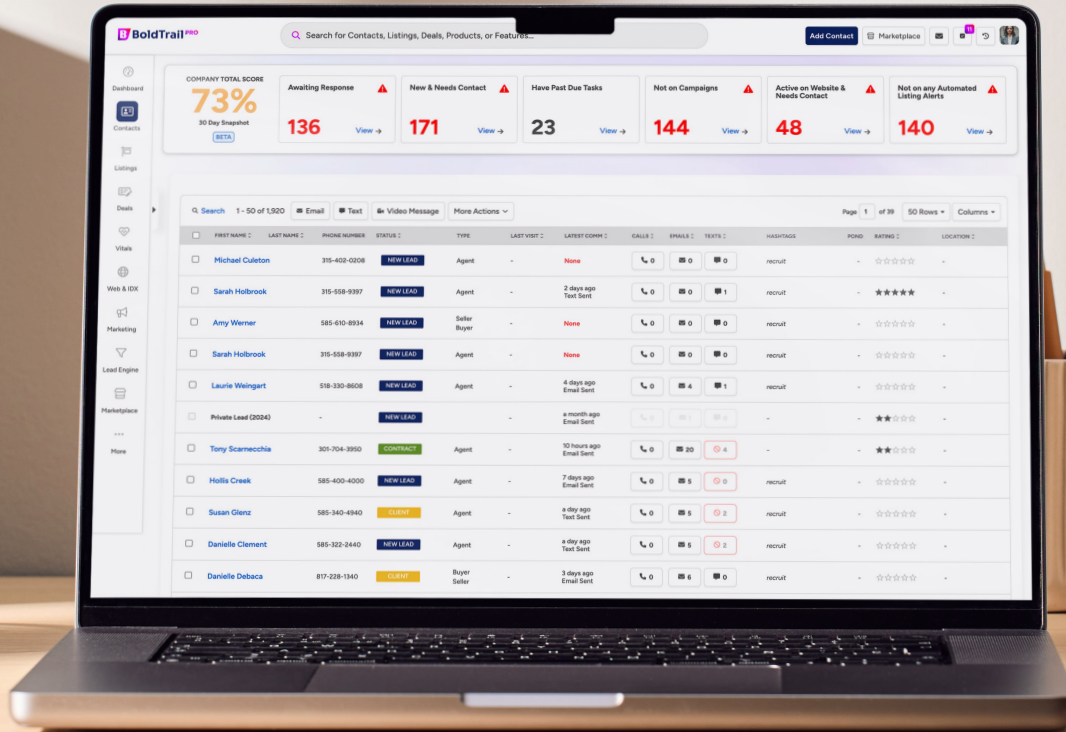 BoldTrail PRO
Search for Contacts, Listings, Deals, Products, or Features...
Add Contact
Marketplace
11
Dashboard
Contacts
Listings
Deals
Vitals
Web & IDX
Marketing
Lead Engine
Marketplace
More
COMPANY TOTAL SCORE
73%
30 Day Snapshot
BETA
Awaiting Response
136 View →
New & Needs Contact
171 View →
Have Past Due Tasks
23 View →
Not on Campaigns
144 View →
Active on Website &
Needs Contact
48 View →
Not on any Automated
Listing Alerts
140 View →
Search 1 - 50 of 1,920 Email Text Video Message More Actions Page 1 of 39 50 Rows Columns
FIRST NAME LAST NAME PHONE NUMBER STATUS TYPE LAST VISIT LATEST COMM CALLS EMAILS TEXTS HASHTAGS POND RATING LOCATION
Michael Culeton 315-402-0208 NEW LEAD Agent - None 0 0 0 recruit - -
Sarah Holbrook 315-558-9397 NEW LEAD Agent - 2 days ago 0 0 1 recruit - -
Text Sent
Amy Werner 585-610-8934 NEW LEAD Seller - None 0 0 0 recruit - -
Buyer
Sarah Holbrook 315-558-9397 NEW LEAD Agent - None 0 0 0 recruit - -
Laurie Weingart 518-330-8608 NEW LEAD Agent - 4 days ago 0 4 1 recruit - -
Email Sent
Private Lead (2024) - NEW LEAD a month ago - - -
Email Sent
Tony Scarnecchia 301-704-3950 CONTRACT Agent - 10 hours ago 0 20 4 - - -
Email Sent
Hollis Creek 585-400-4000 NEW LEAD Agent - 7 days ago 0 5 0 recruit - -
Email Sent
Susan Glenz 585-340-4940 CLIENT Agent - a day ago 0 5 2 recruit - -
Text Sent
Danielle Clement 585-322-2440 NEW LEAD Agent - a day ago 0 5 2 recruit - -
Text Sent
Danielle Debaca 817-228-1340 CLIENT Buyer - 3 days ago 0 6 0 recruit - -
Seller Email Sent